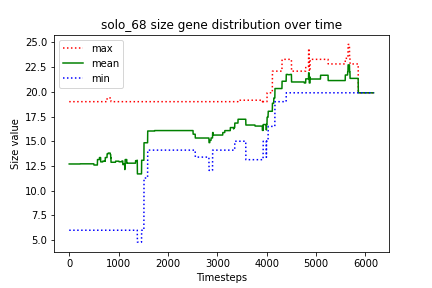 solo_68 size gene distribution over time
max
mean
min
25.0
22.5
20.0
17.5
15.0
12.5
10.0
7.5
5.0
Size value
0 1000 2000 3000 4000 5000 6000
Timesteps